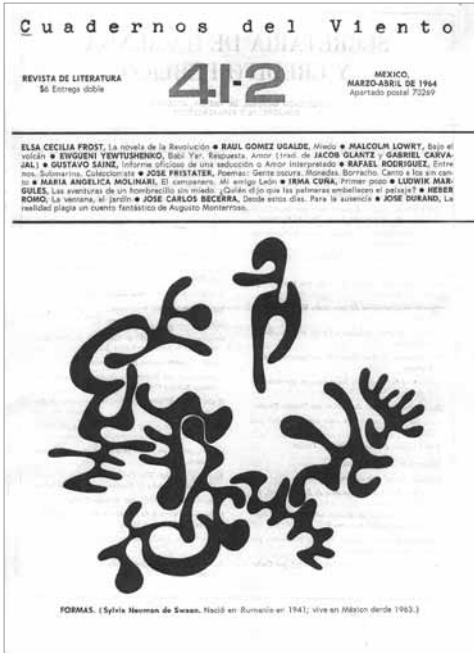 Cuadernos del Viento
REVISTA DE LITERATURA
$6 Entrega doble
41-2
MEXICO,
MARZO-ABRIL DE 1964
Apartado postal 70269
ELSA CECILIA FROST, La novela de la Revolución ● RAUL GOMEZ UGALDE, Miedo ● MALCOLM LOWRY, Bajo el
volcán ● EWGUENI YEWTUSHENKO, Babi Yar. Respuesta. Amor (trad. de JACOB GLANTZ y GABRIEL CARVA-
JAL) ● GUSTAVO SAINZ, Informe oficioso de una seducción o Amor interpretado ● RAFAEL RODRIGUEZ, Entre
nos. Submarino. Coleccionista ● JOSE FRISTATER, Poemas: Gente oscura. Monedas. Borracho. Canto a los sin can-
to ● MARIA ANGELICA MOLINARI, El campanero. Mi amigo León ● IRMA CUÑA, Primer pozo ● LUDWIK MAR-
GULES, Las aventuras de un hombrecillo sin miedo. ¿Quién dijo que las palmeras embellecen el paisaje? ● HEBER
ROMO, La ventana, el jardín ● JOSE CARLOS BECERRA, Desde estos días. Para la ausencia ● JOSE DURAND, La
realidad plagia un cuento fantástico de Augusto Monterroso.
FORMAS. (Sylvia Neuman de Swaan. Nació en Rumania en 1941; vive en México derde 1963.)